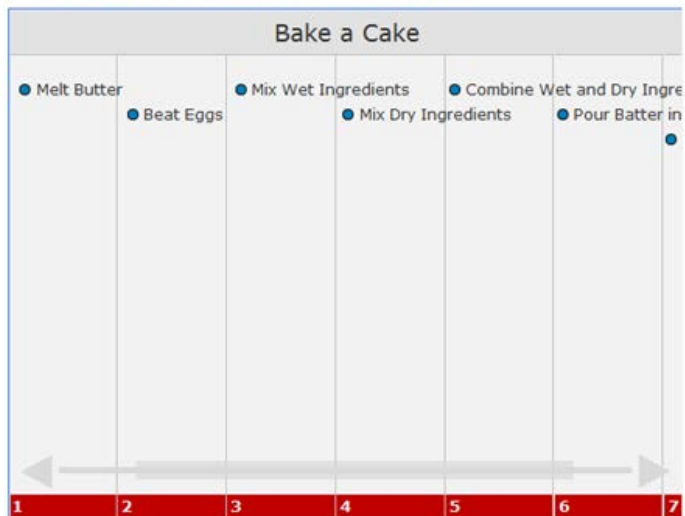 Bake a Cake
Melt Butter
Mix Wet Ingredients
Combine Wet and Dry Ingre
Beat Eggs
Mix Dry Ingredients
Pour Batter in
1 2 3 4 5 6 7